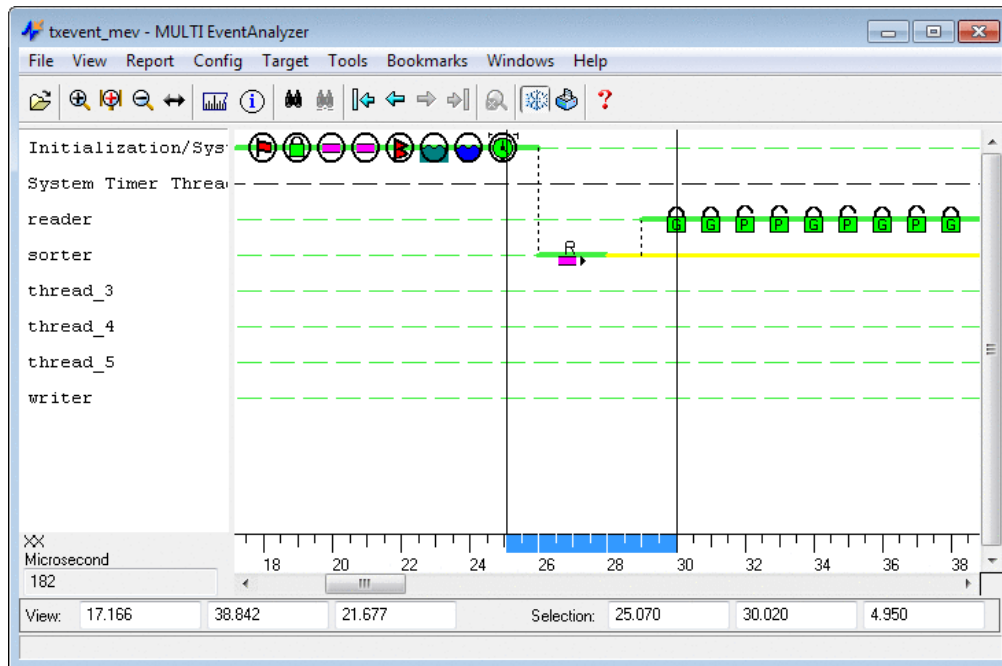 txevent_mev - MULTI EventAnalyzer
File View Report Config Target Tools Bookmarks Windows Help
Initialization/Sys
System Timer Threa
reader
G G P P G P G P G
R
sorter
thread_3
thread_4
thread_5
writer
XX
Microsecond
18 20 22 24 26 28 30 32 34 36 38
182
View: 17.166 38.842 21.677 Selection: 25.070 30.020 4.950